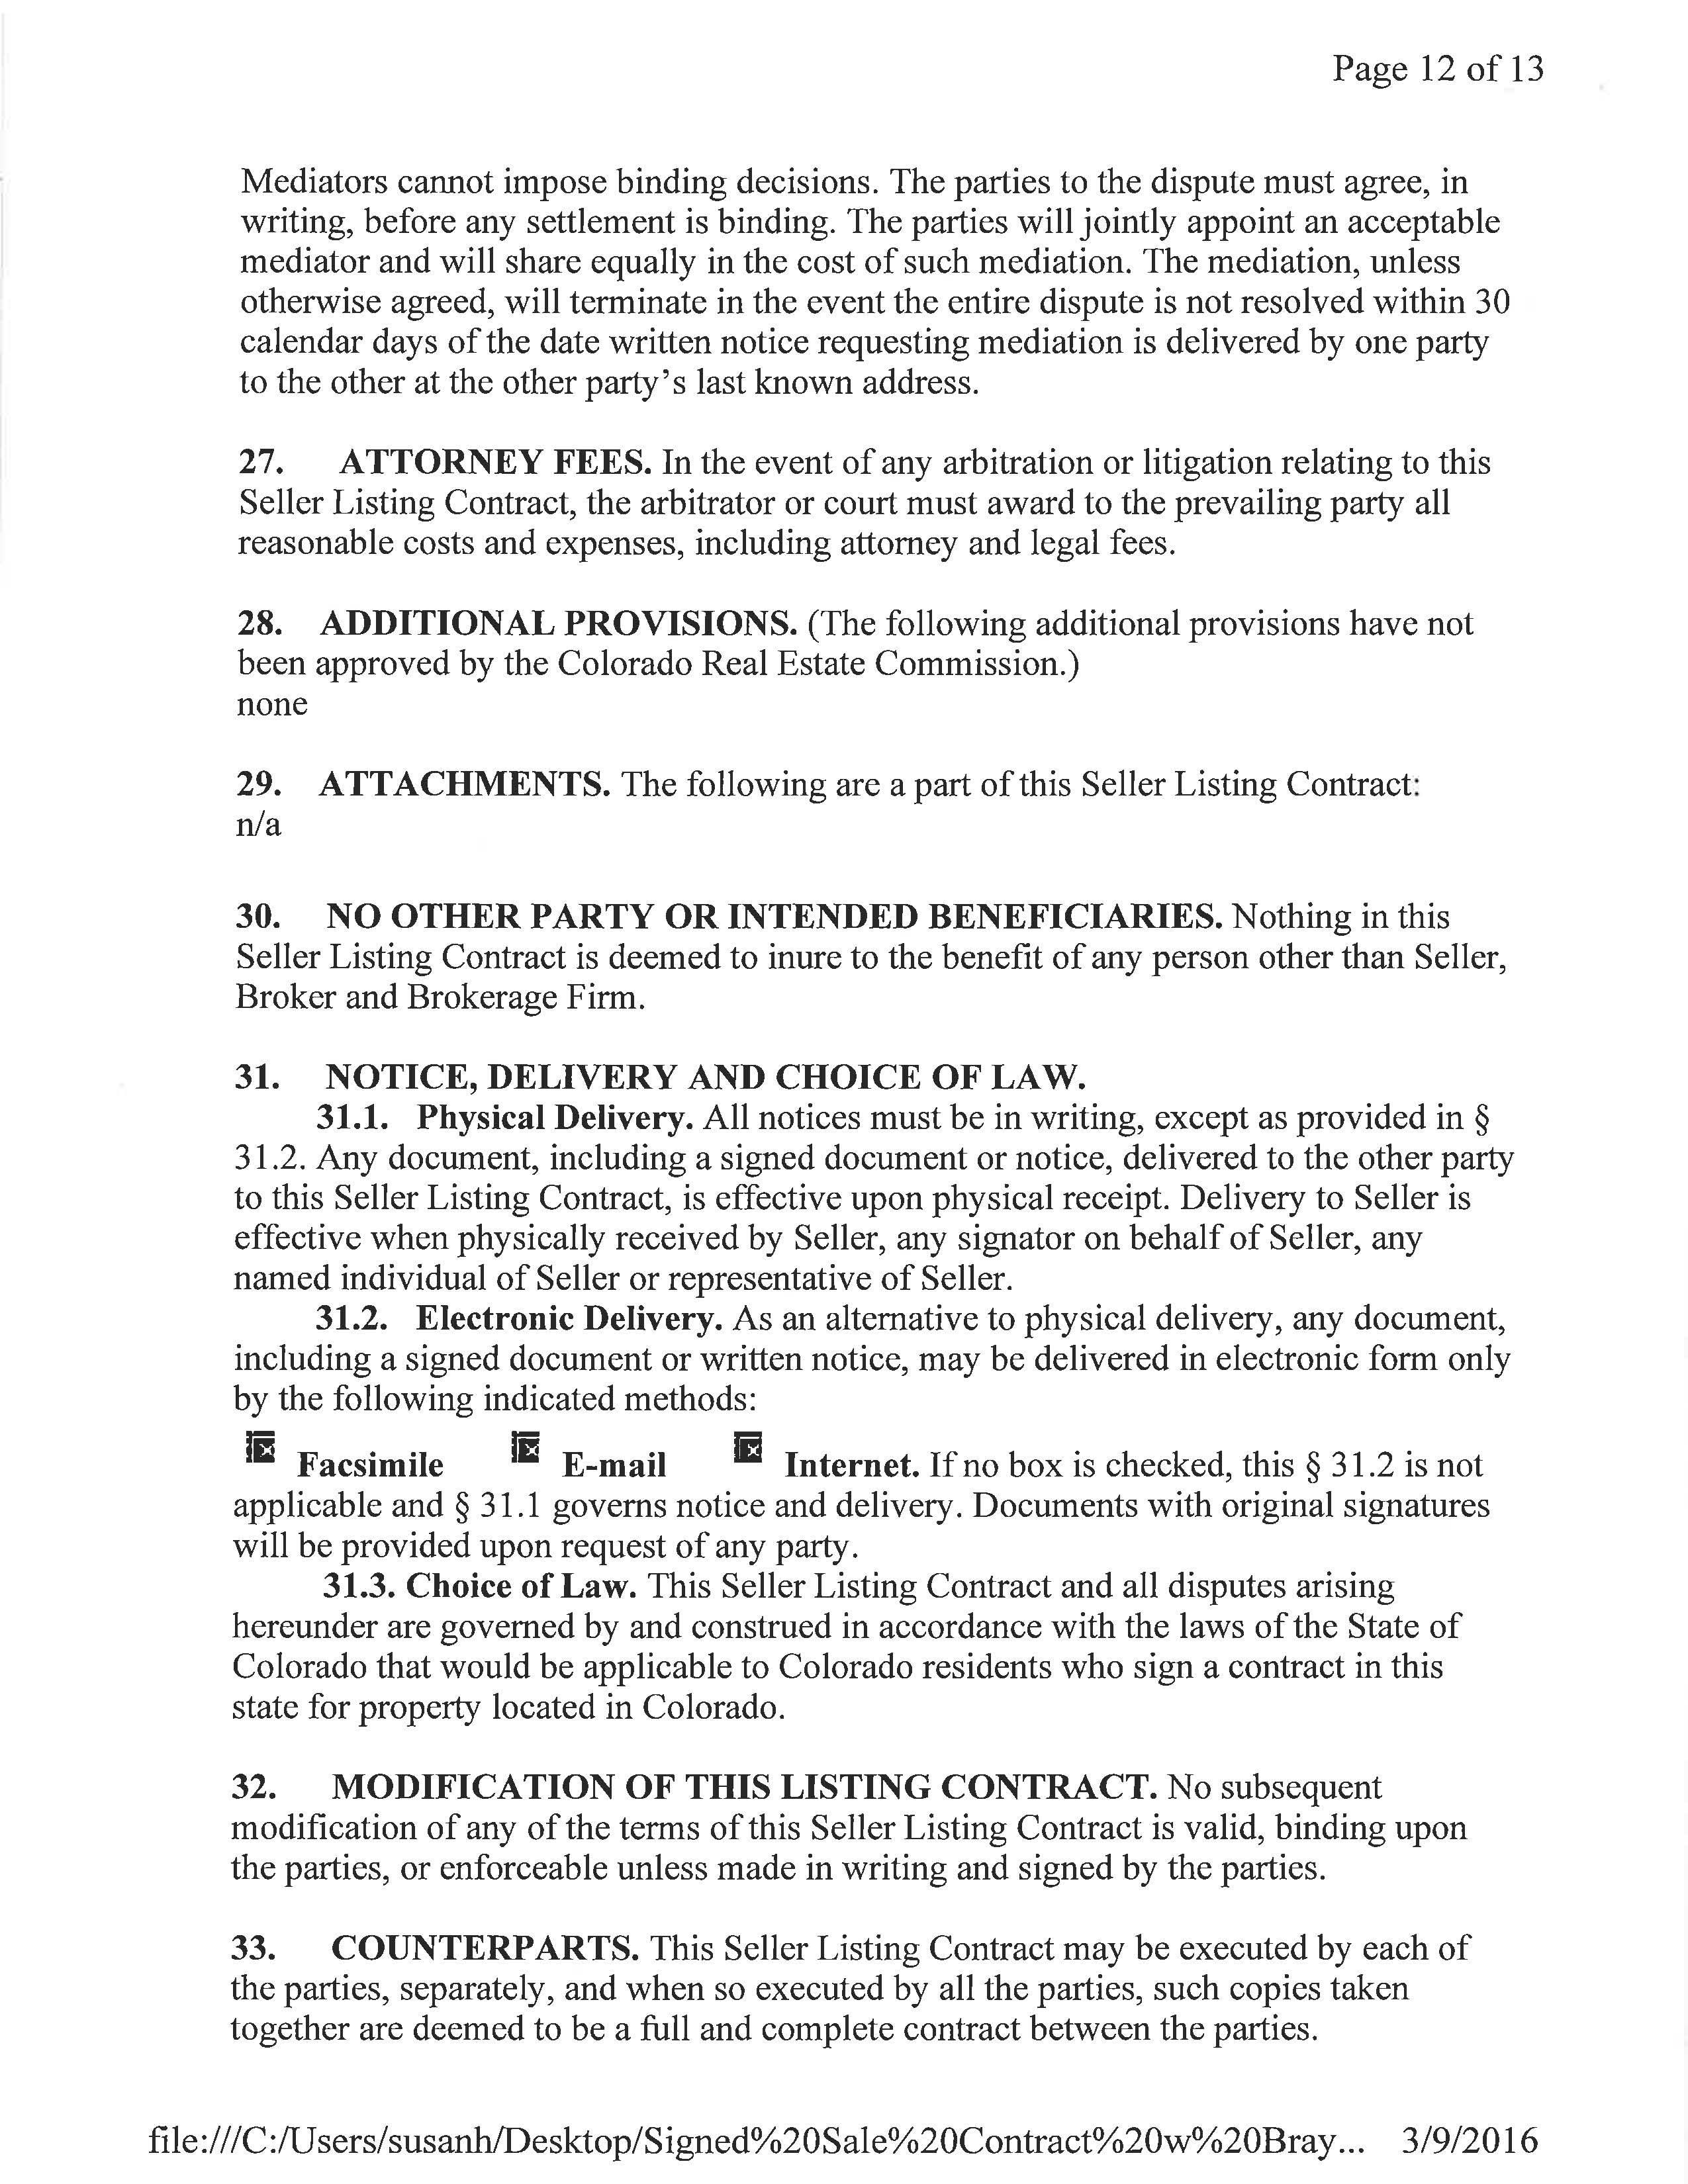 Page 12 of 13
Mediators cannot impose binding decisions. The parties to the dispute must agree, in
writing, before any settlement is binding. The parties will jointly appoint an acceptable
mediator and will share equally in the cost of such mediation. The mediation, unless
otherwise agreed, will terminate in the event the entire dispute is not resolved within 30
calendar days of the date written notice requesting mediation is delivered by one party
to the other at the other party's last known address.
27. ATTORNEY FEES. In the event of any arbitration or litigation relating to this
Seller Listing Contract, the arbitrator or court must award to the prevailing party all
reasonable costs and expenses, including attorney and legal fees.
28. ADDITIONAL PROVISIONS. (The following additional provisions have not
been approved by the Colorado Real Estate Commission.)
none
29. ATTACHMENTS. The following are a part of this Seller Listing Contract:
n/a
30. NO OTHER PARTY OR INTENDED BENEFICIARIES. Nothing in this
Seller Listing Contract is deemed to inure to the benefit of any person other than Seller,
Broker and Brokerage Firm.
31. NOTICE, DELIVERY AND CHOICE OF LAW.
31.1. Physical Delivery. All notices must be in writing, except as provided in §
31.2. Any document, including a signed document or notice, delivered to the other party
to this Seller Listing Contract, is effective upon physical receipt. Delivery to Seller is
effective when physically received by Seller, any signator on behalf of Seller, any
named individual of Seller or representative of Seller.
31.2. Electronic Delivery. As an alternative to physical delivery, any document,
including a signed document or written notice, may be delivered in electronic form only
by the following indicated methods:
Facsimile E-mail Internet. If no box is checked, this § 31.2 is not
applicable and § 31.1 governs notice and delivery. Documents with original signatures
will be provided upon request of any party.
31.3. Choice of Law. This Seller Listing Contract and all disputes arising
hereunder are governed by and construed in accordance with the laws of the State of
Colorado that would be applicable to Colorado residents who sign a contract in this
state for property located in Colorado.
32. MODIFICATION OF THIS LISTING CONTRACT. No subsequent
modification of any of the terms of this Seller Listing Contract is valid, binding upon
the parties, or enforceable unless made in writing and signed by the parties.
33. COUNTERPARTS. This Seller Listing Contract may be executed by each of
the parties, separately, and when so executed by all the parties, such copies taken
together are deemed to be a full and complete contract between the parties.
file:///C:/Users/susanh/Desktop/Signed%20Sale%20Contract%20w%20Bray... 3/9/2016